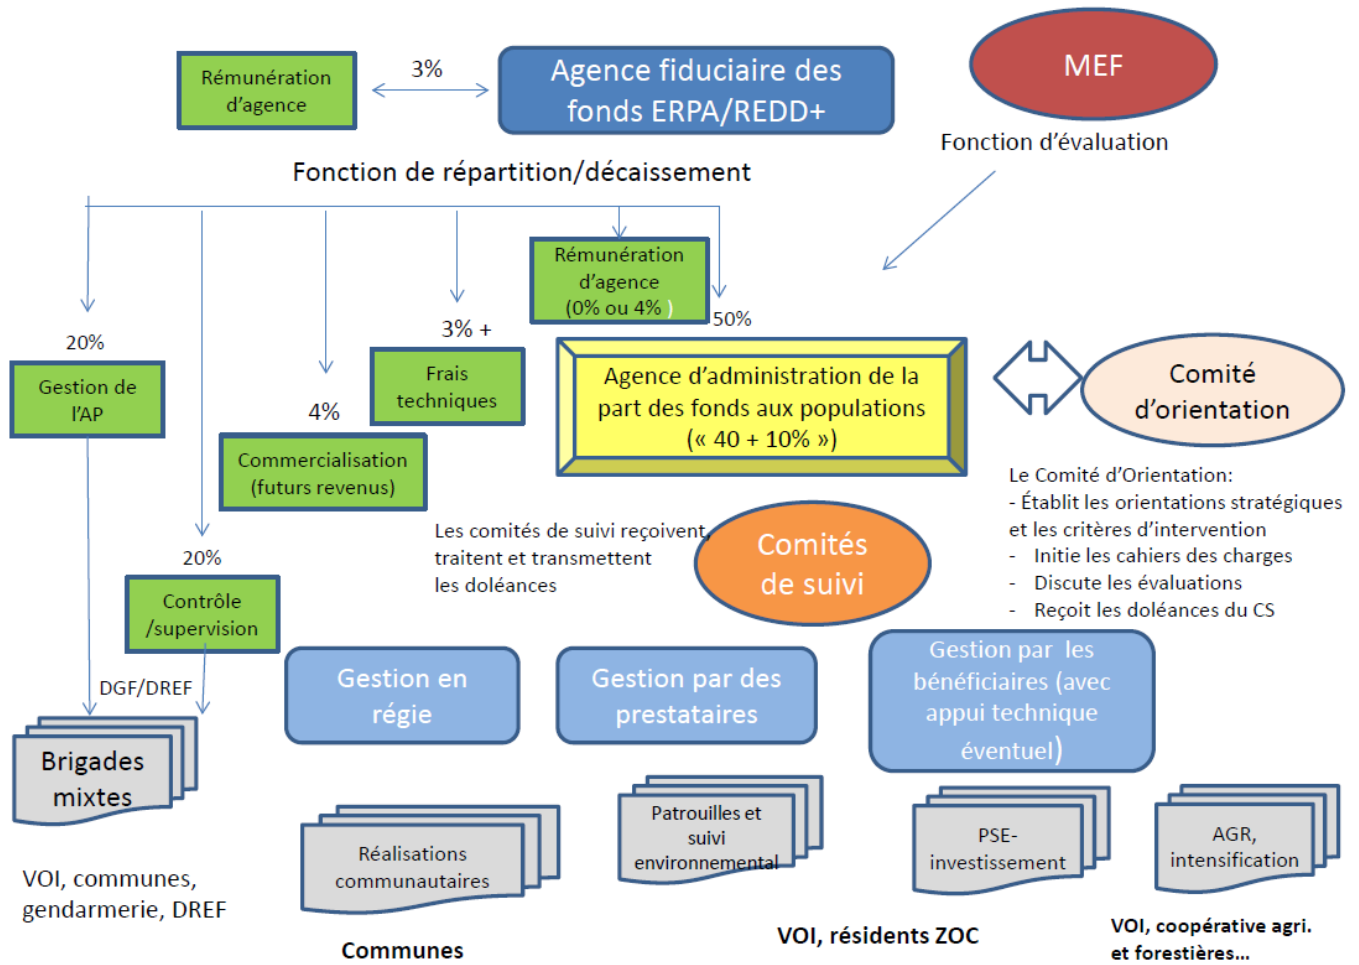 Rémunération
d’agence
3%
Agence fiduciaire des
fonds ERPA/REDD+
MEF
Fonction d’évaluation
Fonction de répartition/décaissement
Rémunération
d’agence
(0% ou 4% )
50%
20%
Gestion de
l’AP
3% +
Frais
techniques
4%
Commercialisation
(futurs revenus)
Agence d’administration de la
part des fonds aux populations
(« 40 + 10% »)
Comité
d’orientation
Le Comité d’Orientation:
- Établit les orientations stratégiques
et les critères d’intervention
- Initie les cahiers des charges
- Discute les évaluations
- Reçoit les doléances du CS
Les comités de suivi reçoivent,
traitent et transmettent
les doléances
Comités
de suivi
20%
Contrôle
/supervision
DGF/DREF
Gestion en
régie
Gestion par des
prestataires
Gestion par les
bénéficiaires (avec
appui technique
éventuel)
Brigades
mixtes
Réalisations
communautaires
Patrouilles et
suivi
environnemental
PSE-
investissement
AGR,
intensification
VOI, communes,
gendarmerie, DREF
Communes
VOI, résidents ZOC
VOI, coopérative agri.
et forestières...